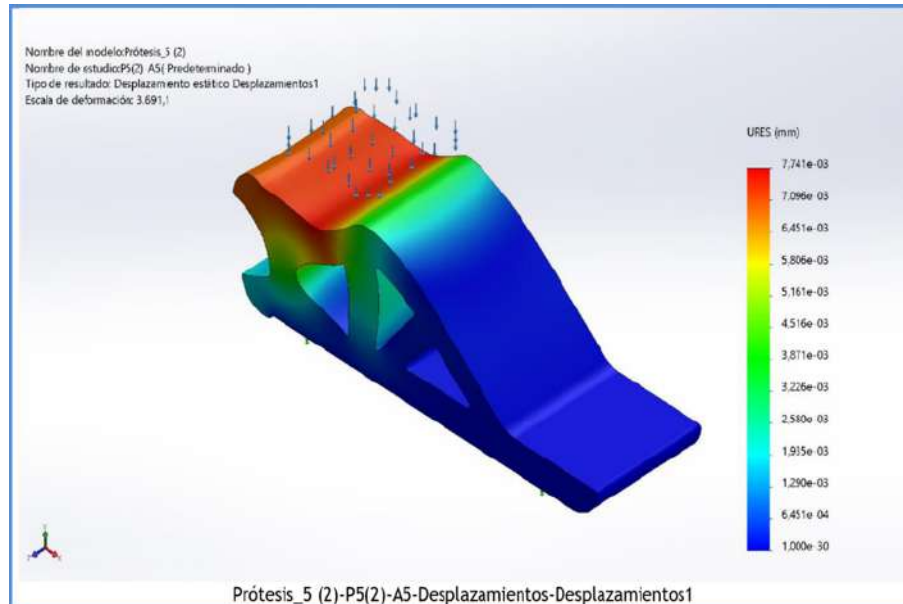 Nombre del modelo:Prótesis_5 (2)
Nombre de estudio:P5(2)-A5(Predeterminado )
Tipo de resultado: Desplazamiento estático Desplazamientos1
Escala de deformación: 3.691,1
URES (mm)
7,741e-03
7,096e-03
6,451e-03
5,806e-03
5,161e-03
4,516e-03
3,871e-03
3,226e-03
2,580e-03
1,935e-03
1,290e-03
6,451e-04
1,000e-30
Prótesis_5 (2)-P5(2)-A5-Desplazamientos-Desplazamientos1